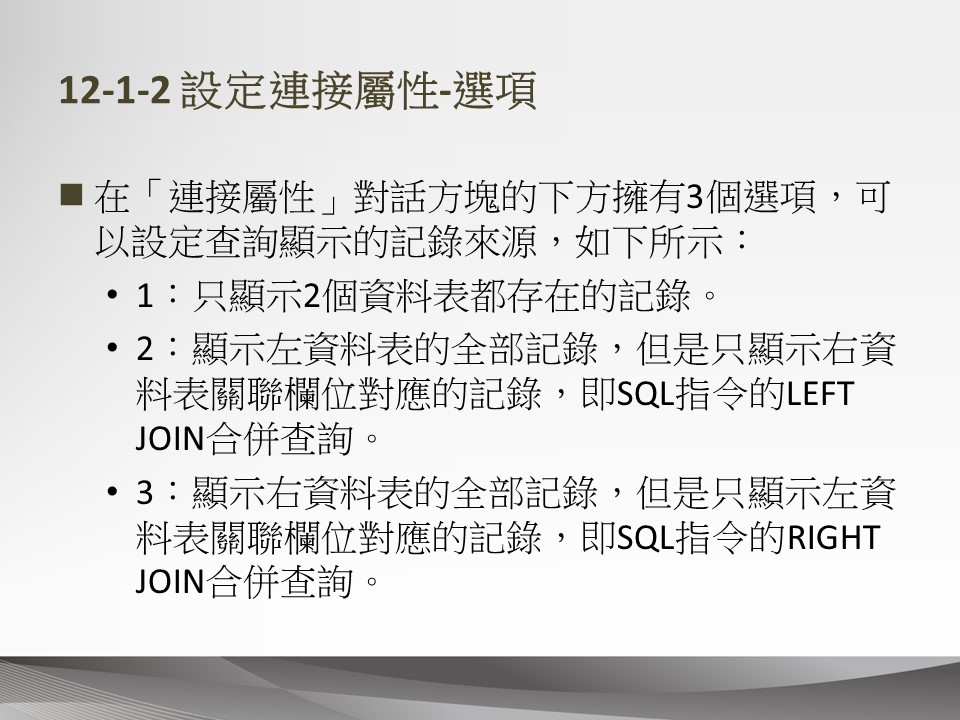 12-1-2 設定連接屬性-選項
■ 在「連接屬性」對話方塊的下方擁有3個選項，可
以設定查詢顯示的記錄來源，如下所示：
• 1：只顯示2個資料表都存在的記錄。
• 2：顯示左資料表的全部記錄，但是只顯示右資
料表關聯欄位對應的記錄，即SQL指令的LEFT
JOIN合併查詢。
• 3：顯示右資料表的全部記錄，但是只顯示左資
料表關聯欄位對應的記錄，即SQL指令的RIGHT
JOIN合併查詢。